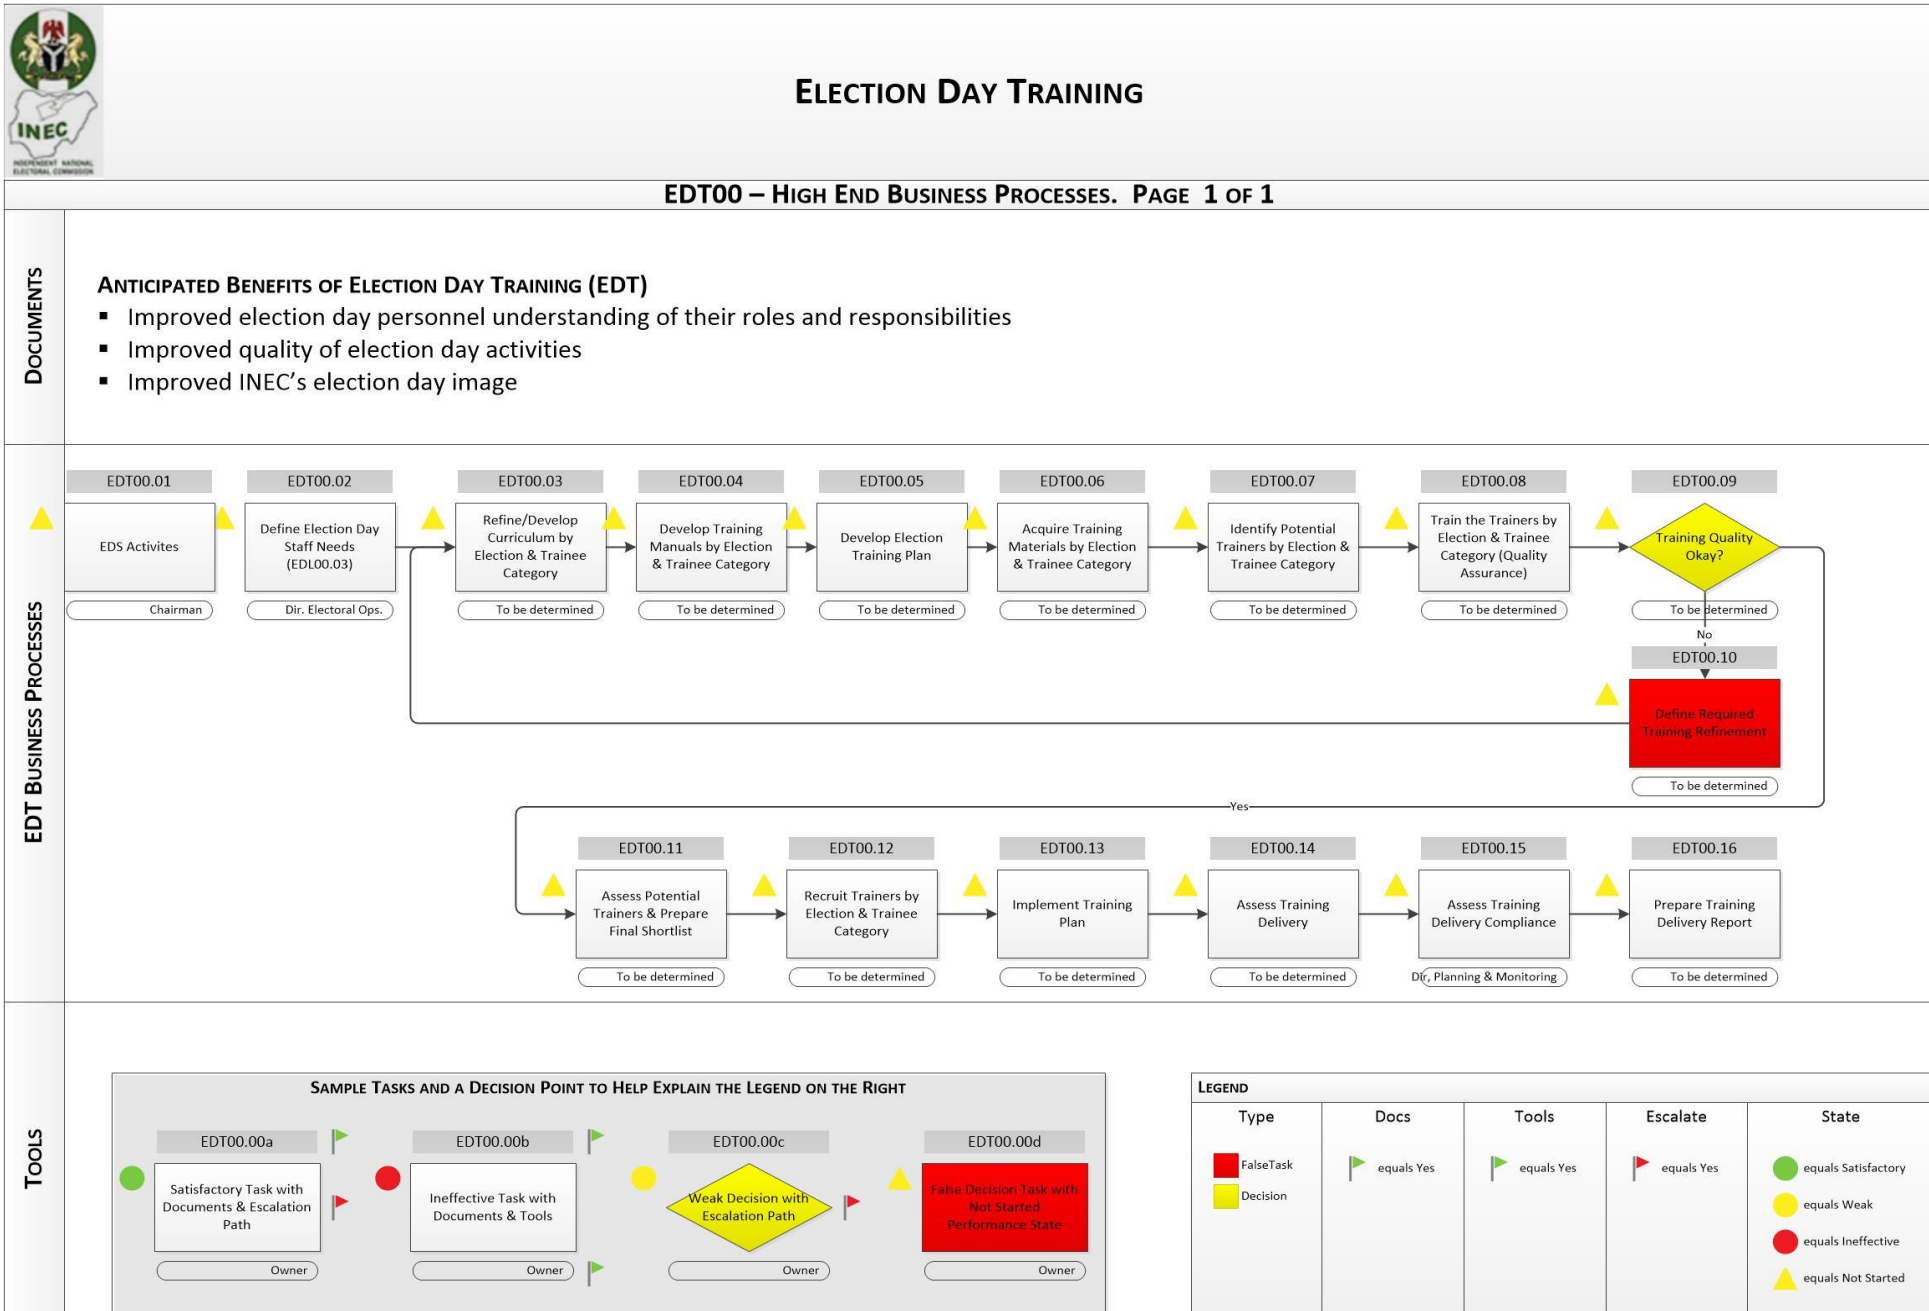 INEC
INDEPENDENT NATIONAL
ELECTORAL COMMISSION
ELECTION DAY TRAINING
EDT00 – HIGH END BUSINESS PROCESSES. PAGE 1 OF 1
DOCUMENTS
ANTICIPATED BENEFITS OF ELECTION DAY TRAINING (EDT)
▪ Improved election day personnel understanding of their roles and responsibilities
▪ Improved quality of election day activities
▪ Improved INEC's election day image
EDT BUSINESS PROCESSES
EDT00.01
EDS Activites
Chairman
EDT00.02
Define Election Day
Staff Needs
(EDL00.03)
Dir. Electoral Ops.
EDT00.03
Refine/Develop
Curriculum by
Election & Trainee
Category
To be determined
EDT00.04
Develop Training
Manuals by Election
& Trainee Category
To be determined
EDT00.05
Develop Election
Training Plan
To be determined
EDT00.06
Acquire Training
Materials by Election
& Trainee Category
To be determined
EDT00.07
Identify Potential
Trainers by Election &
Trainee Category
To be determined
EDT00.08
Train the Trainers by
Election & Trainee
Category (Quality
Assurance)
To be determined
EDT00.09
Training Quality
Okay?
To be determined
No
EDT00.10
Define Required
Training Refinement
To be determined
Yes
EDT00.11
Assess Potential
Trainers & Prepare
Final Shortlist
To be determined
EDT00.12
Recruit Trainers by
Election & Trainee
Category
To be determined
EDT00.13
Implement Training
Plan
To be determined
EDT00.14
Assess Training
Delivery
To be determined
EDT00.15
Assess Training
Delivery Compliance
Dir, Planning & Monitoring
EDT00.16
Prepare Training
Delivery Report
To be determined
TOOLS
SAMPLE TASKS AND A DECISION POINT TO HELP EXPLAIN THE LEGEND ON THE RIGHT
EDT00.00a
Satisfactory Task with
Documents & Escalation
Path
Owner
EDT00.00b
Ineffective Task with
Documents & Tools
Owner
EDT00.00c
Weak Decision with
Escalation Path
Owner
EDT00.00d
False Decision Task with
Not Started
Performance State
Owner
LEGEND
Type
FalseTask
Decision
Docs
equals Yes
Tools
equals Yes
Escalate
equals Yes
State
equals Satisfactory
equals Weak
equals Ineffective
equals Not Started